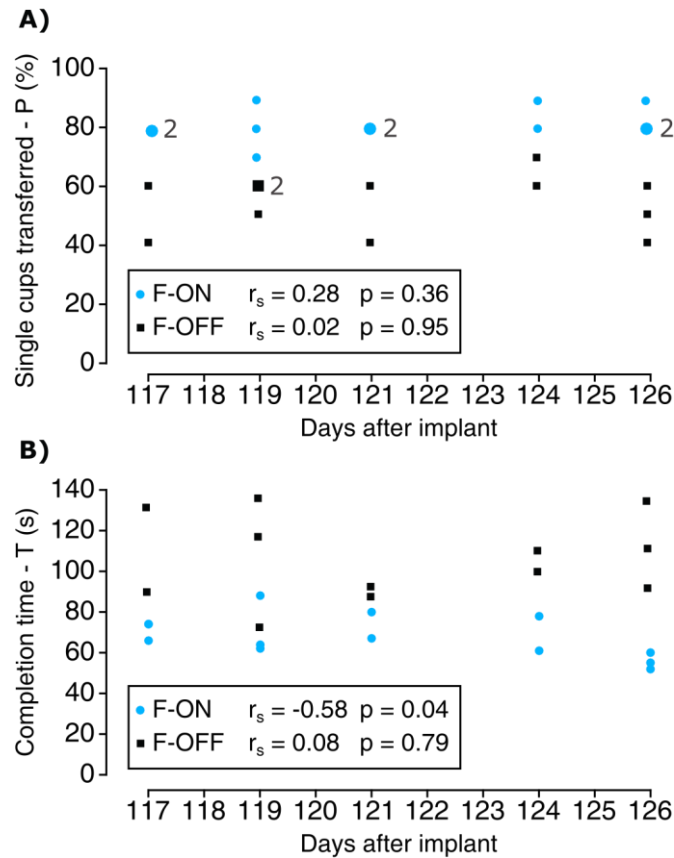 A)
Single cups transferred - P (%)
100
80
60
40
20
0
2
2
2
2
F-ON rs = 0.28 p = 0.36
F-OFF rs = 0.02 p = 0.95
117 118 119 120 121 122 123 124 125 126
Days after implant
B)
Completion time - T (s)
140
120
100
80
60
40
20
0
F-ON rs = -0.58 p = 0.04
F-OFF rs = 0.08 p = 0.79
117 118 119 120 121 122 123 124 125 126
Days after implant